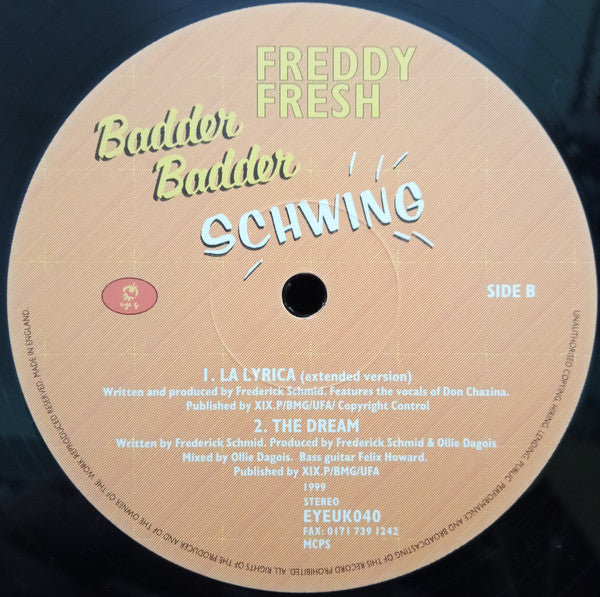 FREDDY
FRESH
Badder
Badder
SCHWING
SIDE B
1. LA LYRICA (extended version)
Written and produced by Frederick Schmid. Features the vocals of Don Chazina.
Published by XIX.P/BMG/UFA/ Copyright Control
2. THE DREAM
Written by Frederick Schmid. Produced by Frederick Schmid & Ollie Dagois
Mixed by Ollie Dagois. Bass guitar Felix Howard.
Published by XIX.P/BMG/UFA
1999
STEREO
EYEUK040
FAX: 0171 739 1242
MCPS
UNAUTHORISED COPYING HIRING LENDING PUBLIC PERFORMANCE AND BROADCASTING OF THIS RECORD PROHIBITED. ALL RIGHTS OF THE PRODUCER AND OF THE OWNER OF THE WORK REPRODUCED RESERVED. MADE IN ENGLAND.